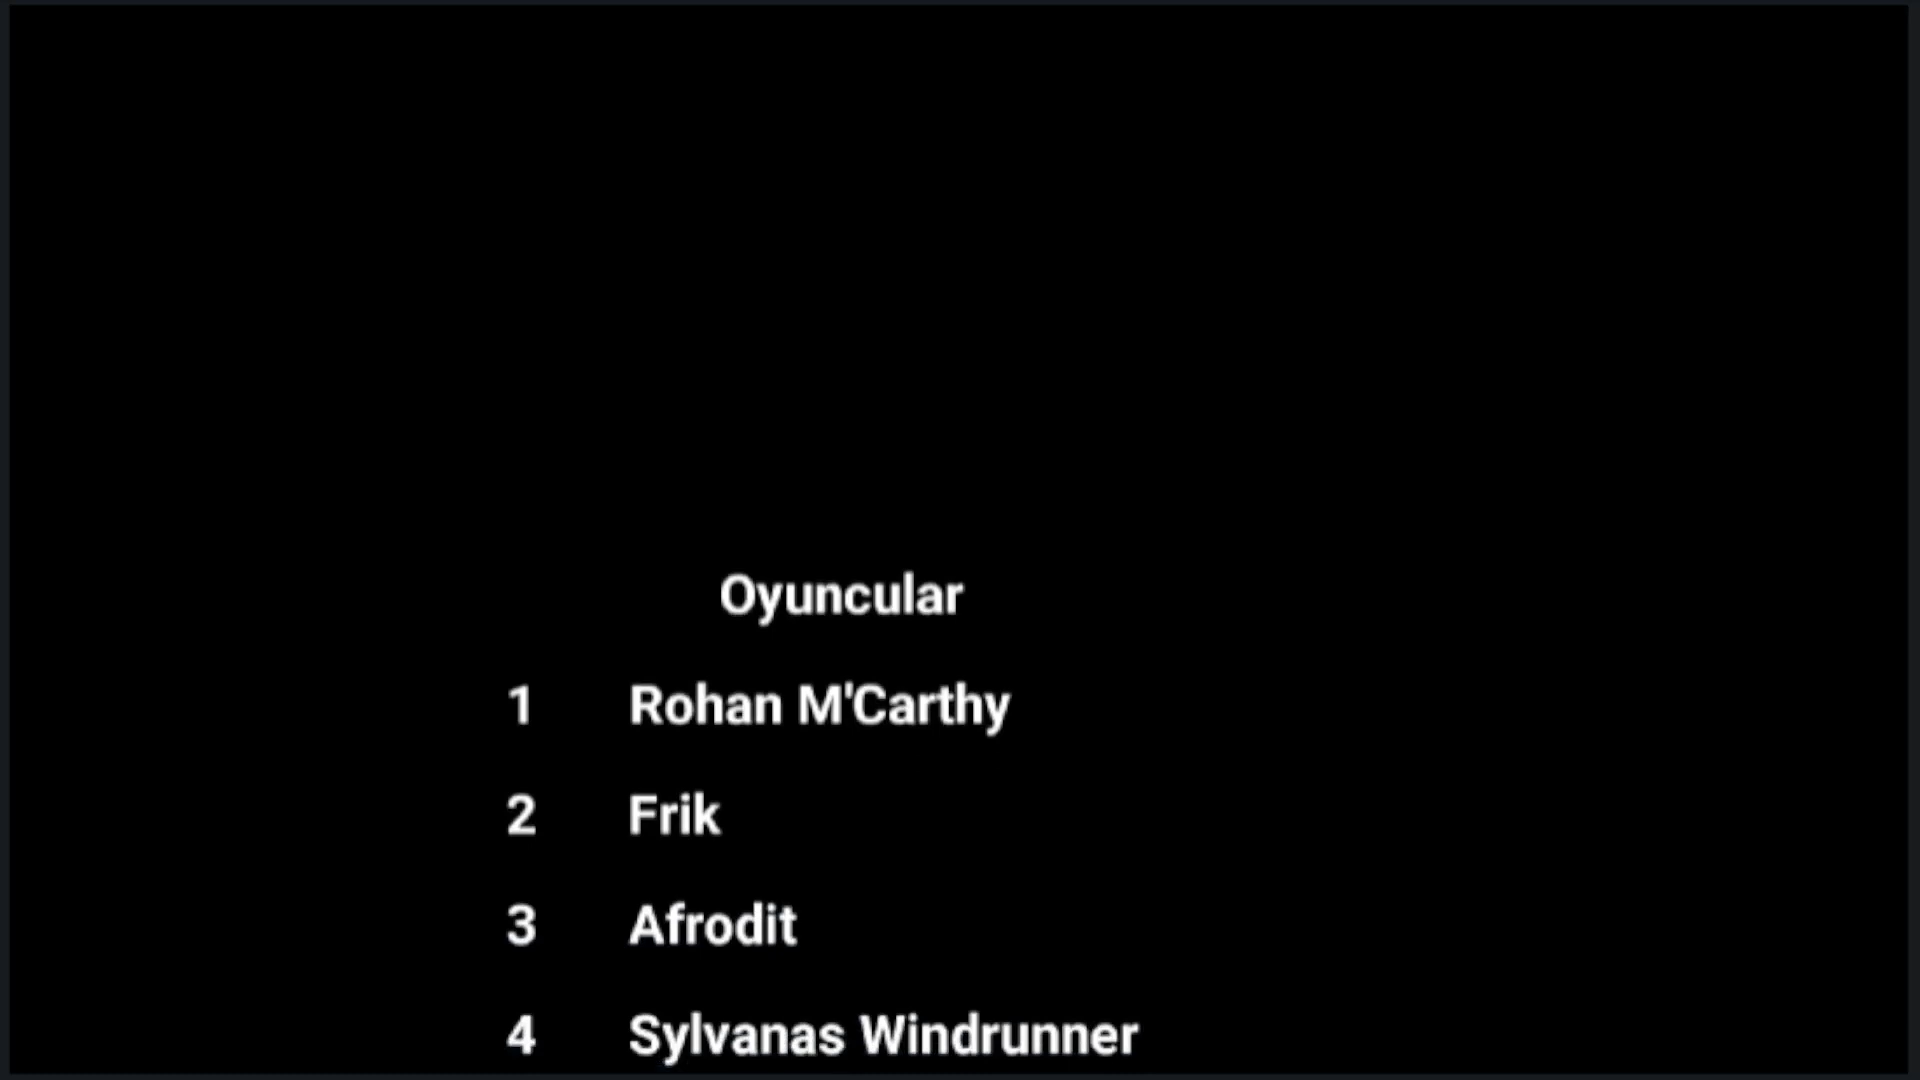 Oyuncular
1 Rohan M'Carthy
2 Frik
3 Afrodit
4 Sylvanas Windrunner